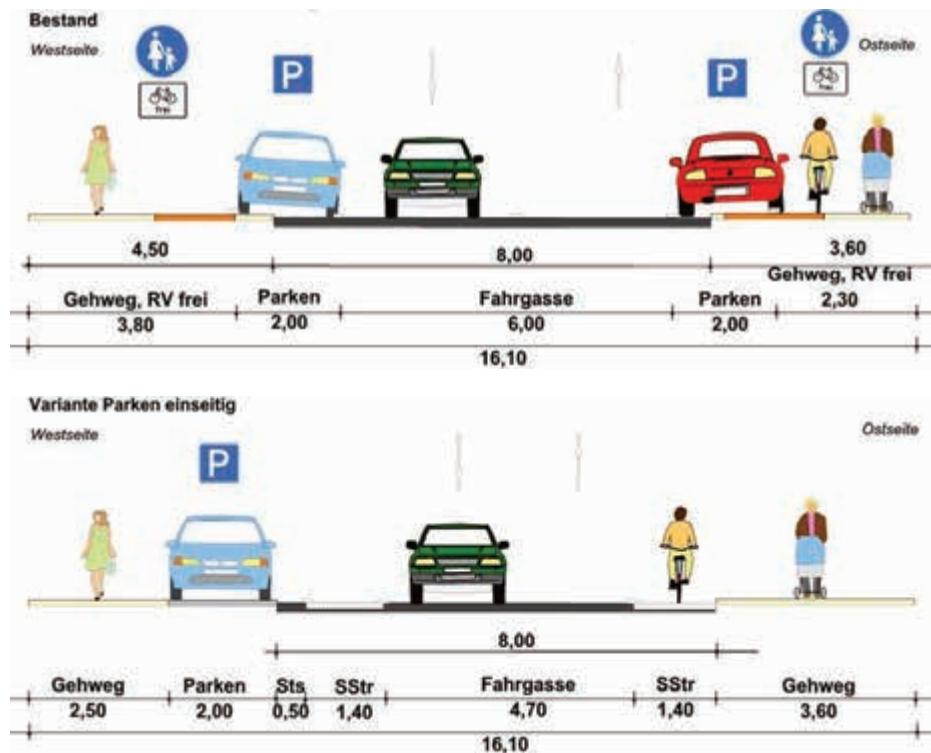 Bestand
Westseite
Ostseite
frei
frei
P
P
4,50
8,00
3,60
Gehweg, RV frei
Gehweg, RV frei
Parken
Fahrgasse
Parken
2,30
3,80
2,00
6,00
2,00
16,10
Variante Parken einseitig
Westseite
Ostseite
P
8,00
Gehweg
Parken
Sts
SStr
Fahrgasse
SStr
Gehweg
2,50
2,00
0,50
1,40
4,70
1,40
3,60
16,10